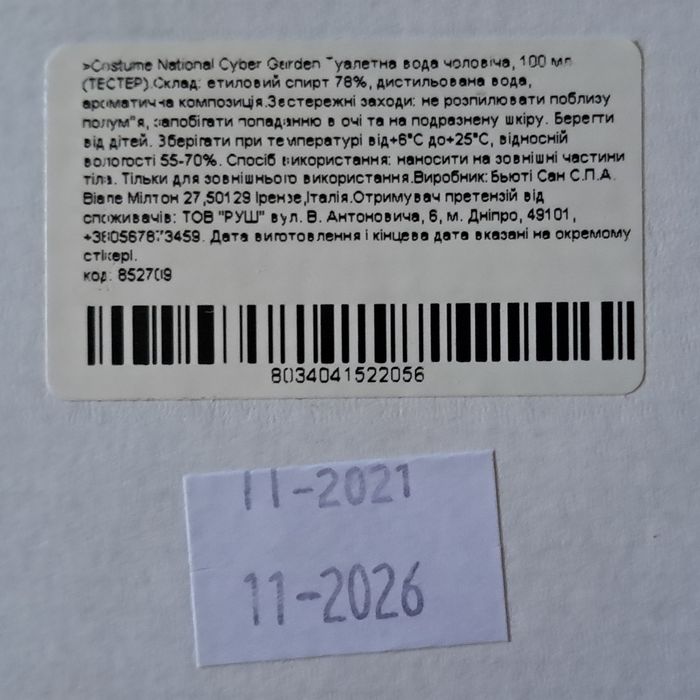 >Costume National Cyber Garden Туалетна вода чоловіча, 100 мл
(ТЕСТЕР).Склад: етиловий спирт 78%, дистильована вода,
ароматична композиція.Застережні заходи: не розпилювати поблизу
полум"я, запобігати попаданню в очі та на подразнену шкіру. Берегти
від дітей. Зберігати при температурі від+6°С до+25°С, відносній
вологості 55-70%. Спосіб використання: наносити на зовнішні частини
тіла. Тільки для зовнішнього використання.Виробник: Бьюті Сан С.П.А.
Віале Мілтон 27,50129 Ірензе,Італія.Отримувач претензій від
споживачів: ТОВ "РУШ" вул. В. Антоновича, 6, м. Дніпро, 49101,
+380567873459. Дата виготовлення і кінцева дата вказані на окремому
стікері.
код: 852709
8034041522056
11-2021
11-2026